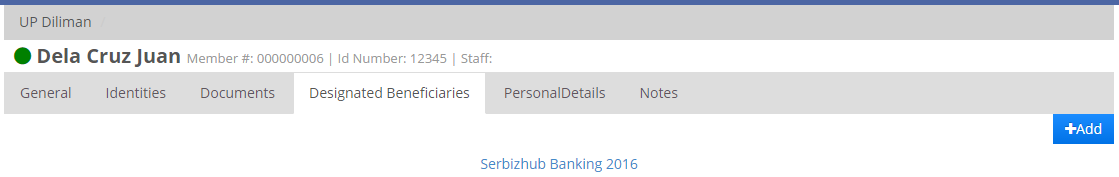 UP Diliman
Dela Cruz Juan Member #: 000000006 | Id Number: 12345 | Staff:
General Identities Documents Designated Beneficiaries PersonalDetails Notes
+Add
Serbizhub Banking 2016